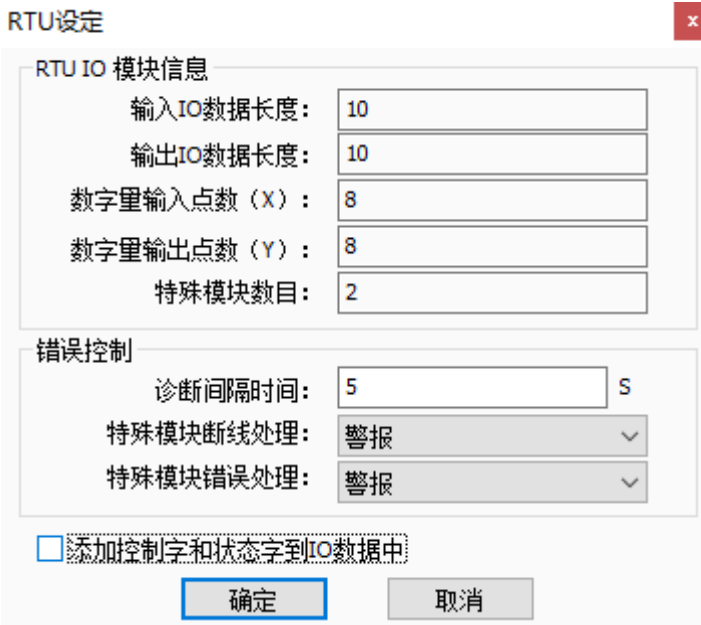 RTU设定
x
RTU IO 模块信息
输入IO数据长度： 10
输出IO数据长度： 10
数字量输入点数（X）： 8
数字量输出点数（Y）： 8
特殊模块数目： 2
错误控制
诊断间隔时间： 5 S
特殊模块断线处理： 警报
特殊模块错误处理： 警报
添加控制字和状态字到IO数据中
确定 取消